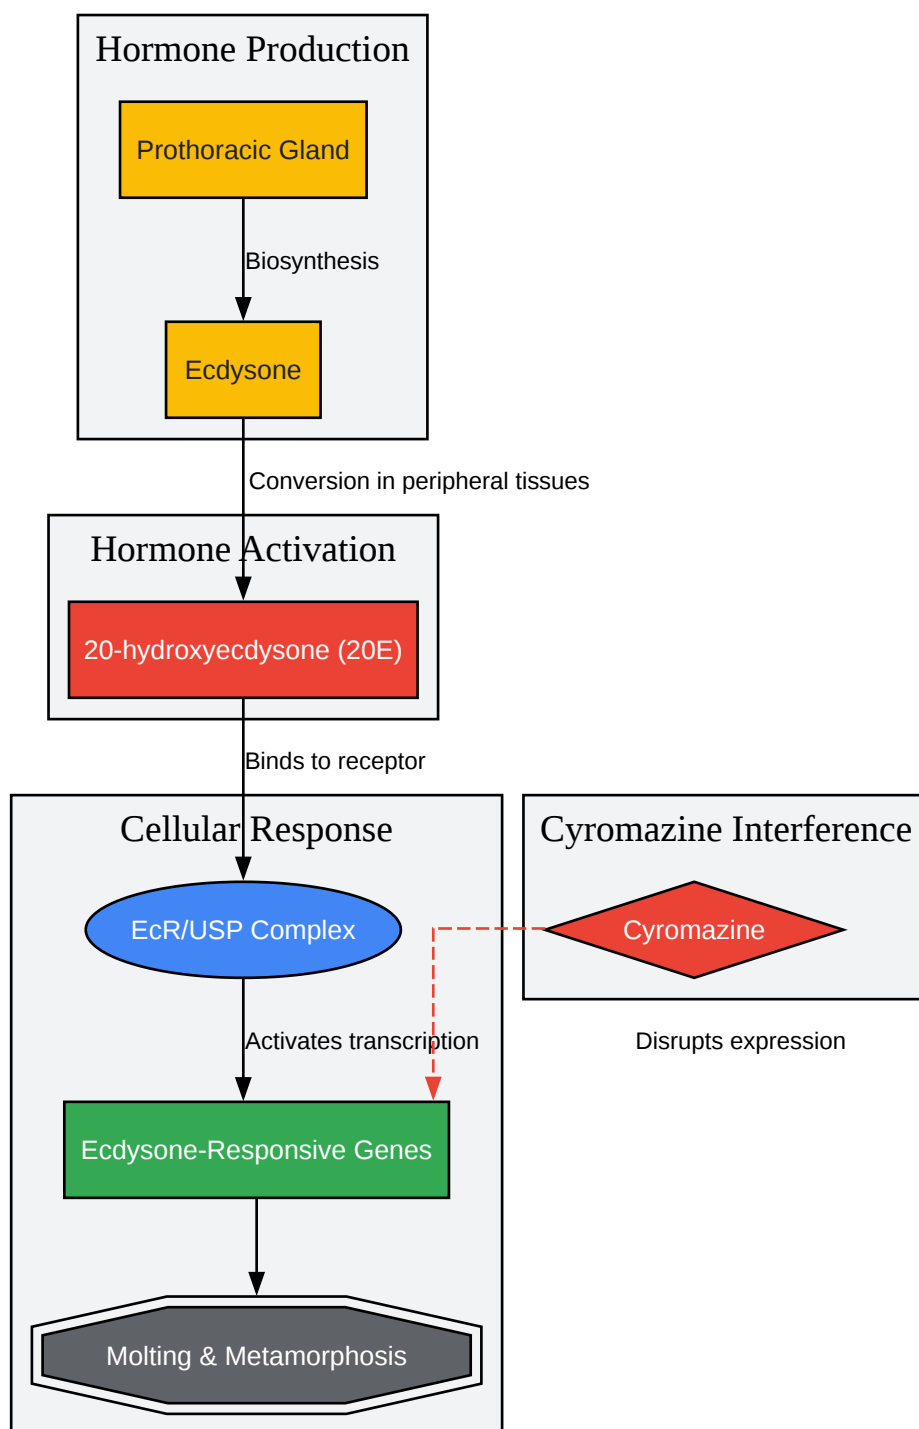 Hormone Production
Prothoracic Gland
Biosynthesis
Ecdysone
Conversion in peripheral tissues
Hormone Activation
20-hydroxyecdysone (20E)
Binds to receptor
Cellular Response
Cyromazine Interference
EcR/USP Complex
Cyromazine
Activates transcription
Disrupts expression
Ecdysone-Responsive Genes
Molting & Metamorphosis